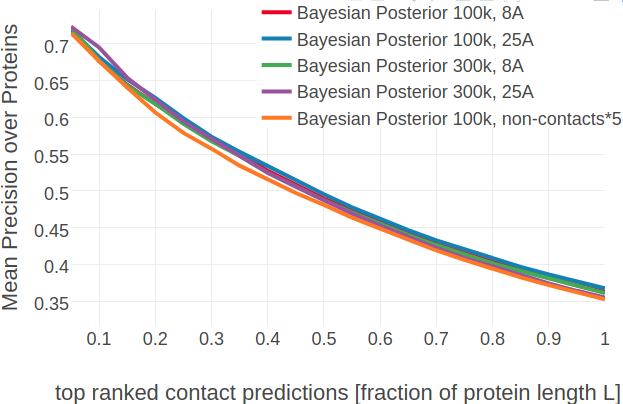 Bayesian Posterior 100k, 8A
Bayesian Posterior 100k, 25A
Bayesian Posterior 300k, 8A
Bayesian Posterior 300k, 25A
Bayesian Posterior 100k, non-contacts*5
Mean Precision over Proteins
0.7
0.65
0.6
0.55
0.5
0.45
0.4
0.35
0.1 0.2 0.3 0.4 0.5 0.6 0.7 0.8 0.9 1
top ranked contact predictions [fraction of protein length L]